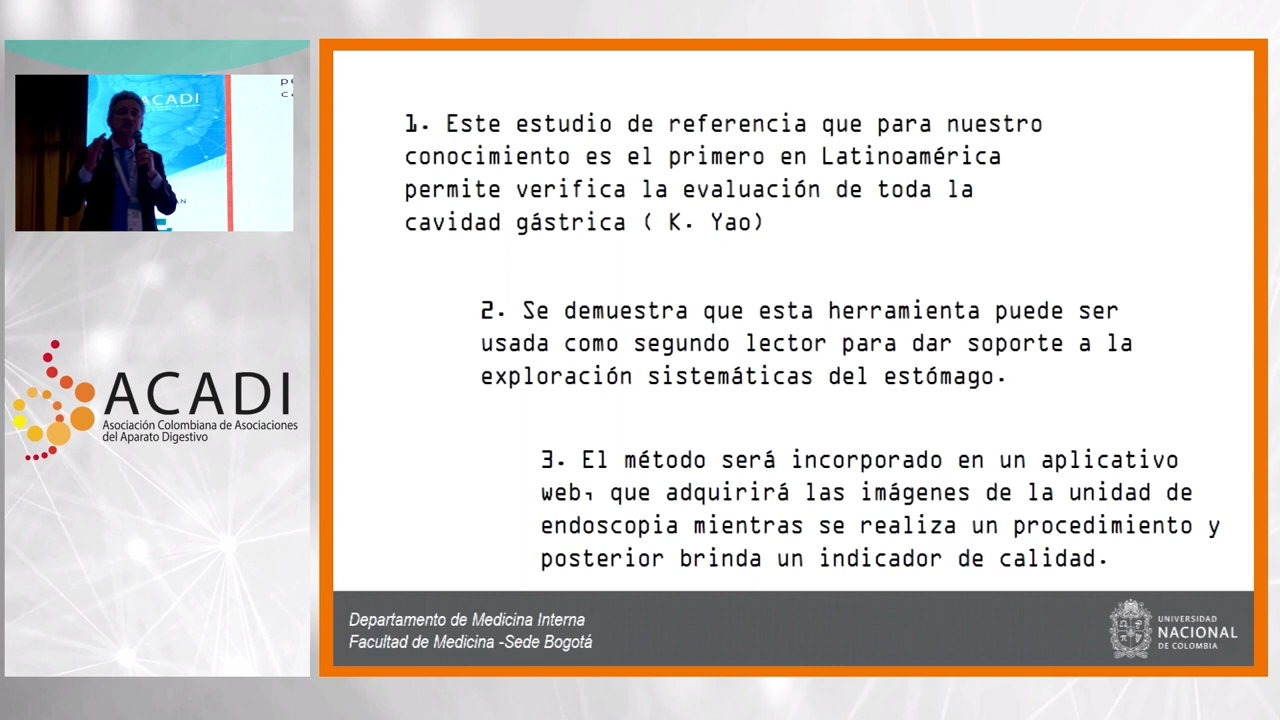 ACADI
1. Este estudio de referencia que para nuestro
conocimiento es el primero en Latinoamérica
permite verifica la evaluación de toda la
cavidad gástrica ( K. Yao)
2. Se demuestra que esta herramienta puede ser
usada como segundo lector para dar soporte a la
exploración sistemáticas del estómago.
3. El método será incorporado en un aplicativo
web, que adquirirá las imágenes de la unidad de
endoscopia mientras se realiza un procedimiento y
posterior brinda un indicador de calidad.
ACADI
Asociación Colombiana de Asociaciones
del Aparato Digestivo
Departamento de Medicina Interna
Facultad de Medicina -Sede Bogotá
UNIVERSIDAD
NACIONAL
DE COLOMBIA